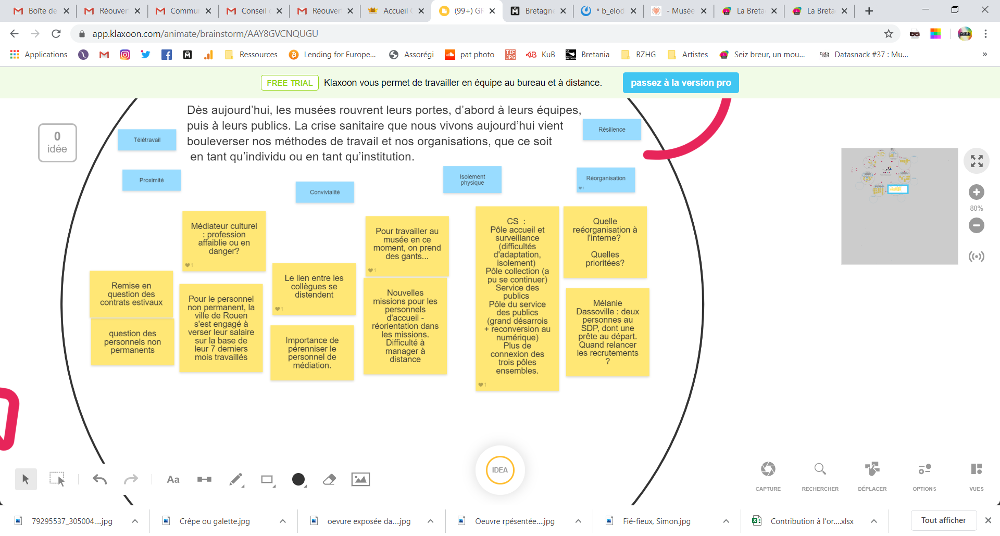 Boîte de
Réouver
Commu
Conseil
Réouver
Accueil
(99+) GF
Bretagne
* b_elod
- Musée
La Breta
La Breta
app.klaxoon.com/animate/brainstorm/AAY8GVCNQUGU
Applications
Ressources
Lending for Europe...
Assorégi
pat photo
KuB
Bretania
BZHG
Artistes
Seiz breur, un mou...
Datasnack #37 : Mu...
»
FREE TRIAL
Klaxoon vous permet de travailler en équipe au bureau et à distance.
passez à la version pro
Dès aujourd'hui, les musées rouvrent leurs portes, d'abord à leurs équipes,
puis à leurs publics. La crise sanitaire que nous vivons aujourd'hui vient
bouleverser nos méthodes de travail et nos organisations, que ce soit
en tant qu'individu ou en tant qu'institution.
0
idée
Télétravail
Résilience
Proximité
Convivialité
Isolement
physique
Réorganisation
1
Médiateur culturel
: profession
affaiblie ou en
danger?
1
Pour travailler au
musée en ce
moment, on prend
des gants...
1
CS :
Pôle accueil et
surveillance
(difficultés
d'adaptation,
isolement)
Pôle collection (a
pu se continuer)
Service des
publics
Pôle du service
des publics
(grand désarrois
+ reconversion au
numérique)
Plus de
connexion des
trois pôles
ensembles.
1
Quelle
reéorganisation à
l'interne?
Quelles
prioritées?
Remise en
question des
contrats estivaux
question des
personnels non
permanents
Pour le personnel
non permanent, la
ville de Rouen
s'est engagé à
verser leur salaire
sur la base de
leur 7 derniers
mois travaillés
Le lien entre les
collègues se
distendent
1
Importance de
pérenniser le
personnel de
médiation.
Nouvelles
missions pour les
personnels
d'accueil -
réorientation dans
les missions.
Difficulté à
manager à
distance
Mélanie
Dassoville : deux
personnes au
SDP, dont une
prête au départ.
Quand relancer
les recrutements
?
80%
Aa
IDEA
CAPTURE
RECHERCHER
DÉPLACER
OPTIONS
VUES
79295537_305004....jpg
Crêpe ou galette.jpg
oevure exposée da....jpg
Oeuvre rpésentée....jpg
Fié-fieux, Simon.jpg
Contribution à l'or....xlsx
Tout afficher